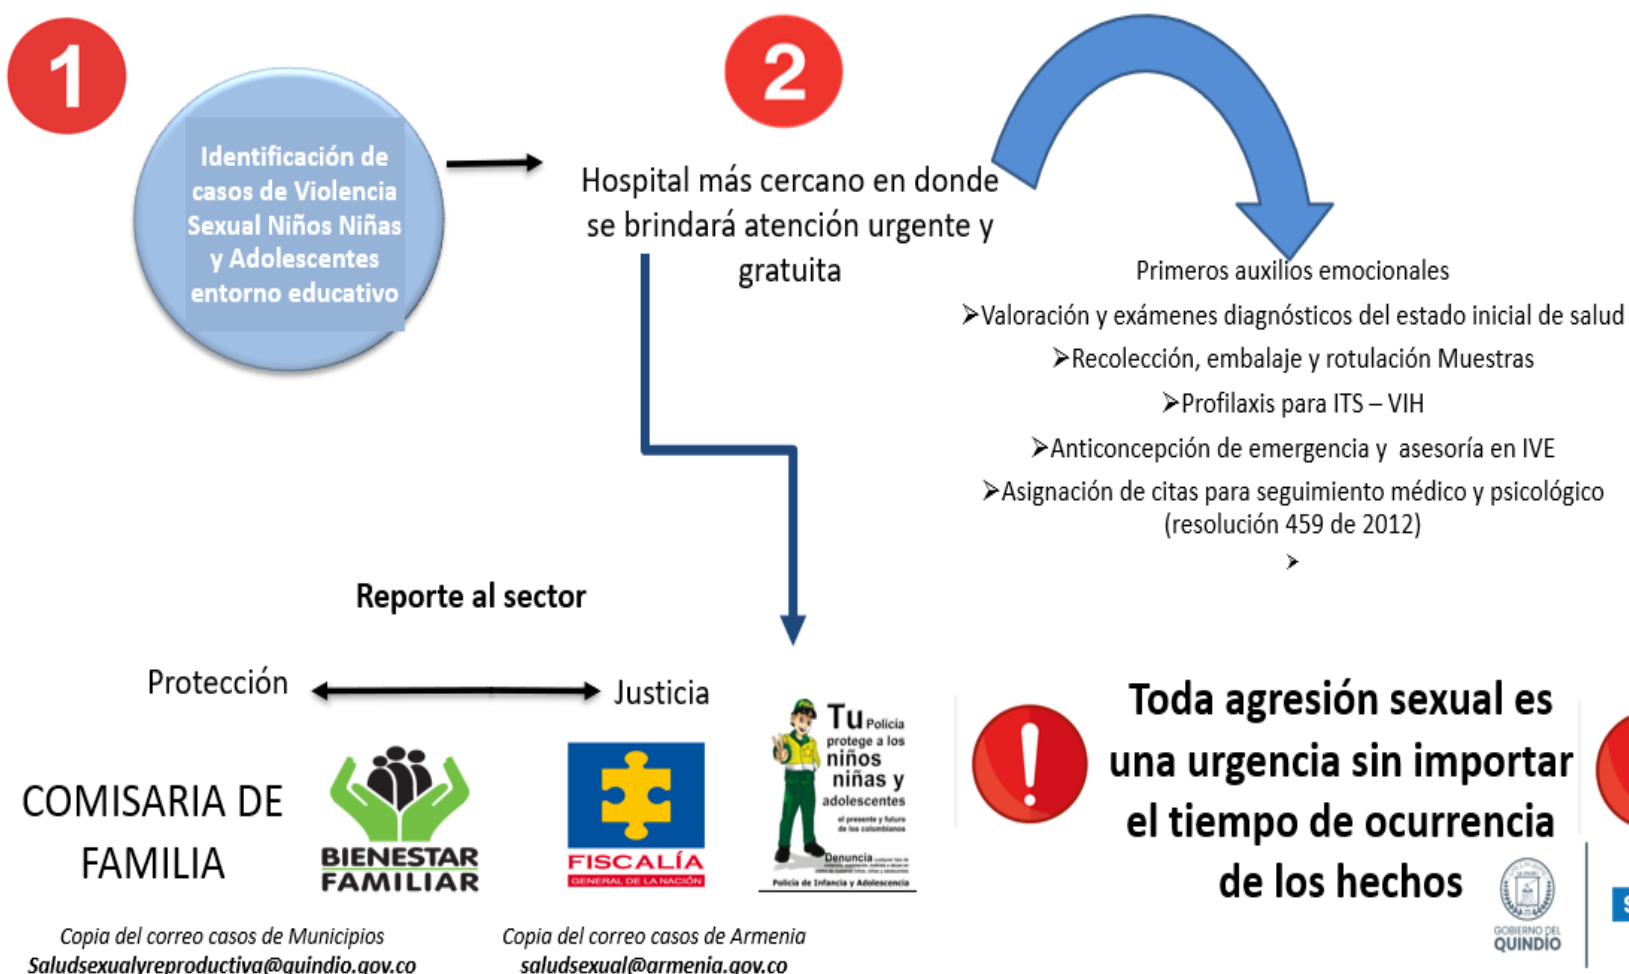 1
Identificación de
casos de Violencia
Sexual Niños Niñas
y Adolescentes
entorno educativo
2
Hospital más cercano en donde
se brindará atención urgente y
gratuita
Primeros auxilios emocionales
➤Valoración y exámenes diagnósticos del estado inicial de salud
➤Recolección, embalaje y rotulación Muestras
➤Profilaxis para ITS – VIH
➤Anticoncepción de emergencia y asesoría en IVE
➤Asignación de citas para seguimiento médico y psicológico
(resolución 459 de 2012)
➤
Reporte al sector
Protección
Justicia
COMISARIA DE
FAMILIA
BIENESTAR
FAMILIAR
FISCALÍA
GENERAL DE LA NACIÓN
Tu Policía
protege a los
niños
niñas y
adolescentes
el presente y futuro
de los colombianos
Denuncia
Policía de Infancia y Adolescencia
Toda agresión sexual es
una urgencia sin importar
el tiempo de ocurrencia
de los hechos
GOBIERNO DEL
QUINDÍO
S
Copia del correo casos de Municipios
Saludsexualyreproductiva@quindio.gov.co
Copia del correo casos de Armenia
saludsexual@armenia.gov.co